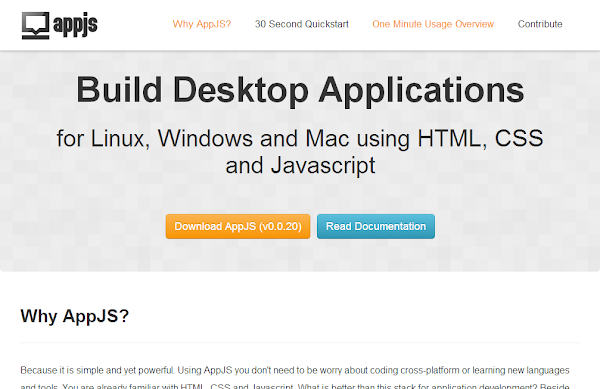 appjs
Why AppJS? 30 Second Quickstart One Minute Usage Overview Contribute
Build Desktop Applications
for Linux, Windows and Mac using HTML, CSS
and Javascript
Download AppJS (v0.0.20) Read Documentation
Why AppJS?
Because it is simple and yet powerful. Using AppJS you don't need to be worry about coding cross-platform or learning new languages
and tools. You are already familiar with HTML, CSS and Javascript. What is better than this stack for application development? Beside